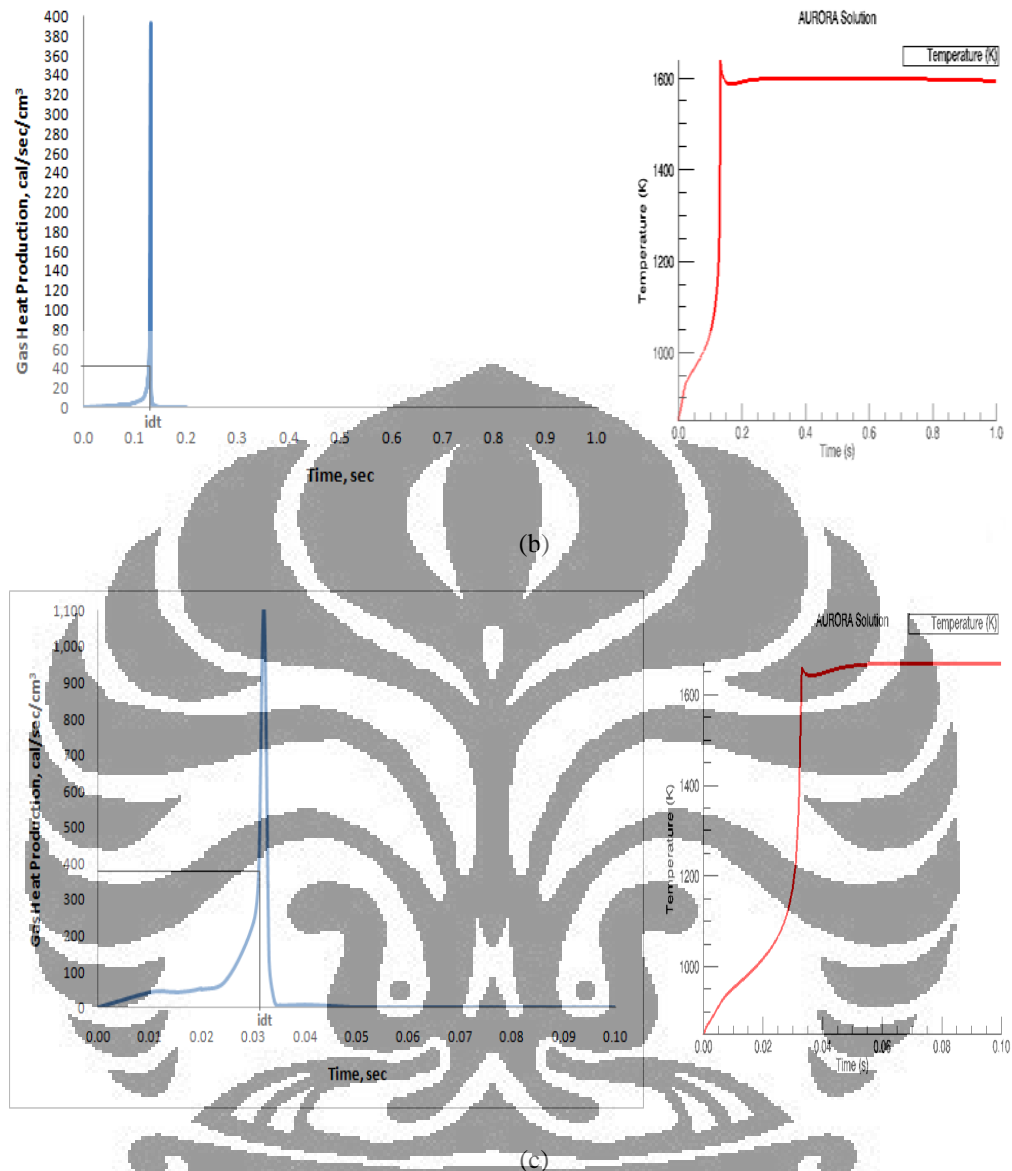 Gas Heat Production, cal/sec/cm³
400
380
360
340
320
300
280
260
240
220
200
180
160
140
120
100
80
60
40
20
0
idt
0.0 0.1 0.2 0.3 0.4 0.5 0.6 0.7 0.8 0.9 1.0
Time, sec
AURORA Solution
Temperature (K)
Temperature (K)
1600
1400
1200
1000
0.0 0.2 0.4 0.6 0.8 1.0
Time (s)
(b)
Gas Heat Production, cal/sec/cm³
1,100
1,000
900
800
700
600
500
400
300
200
100
0
idt
0.00 0.01 0.02 0.03 0.04 0.05 0.06 0.07 0.08 0.09 0.10
Time, sec
AURORA Solution
Temperature (K)
Temperature (K)
1600
1400
1200
1000
0.00 0.02 0.04 0.06 0.08 0.10
Time (s)
(c)